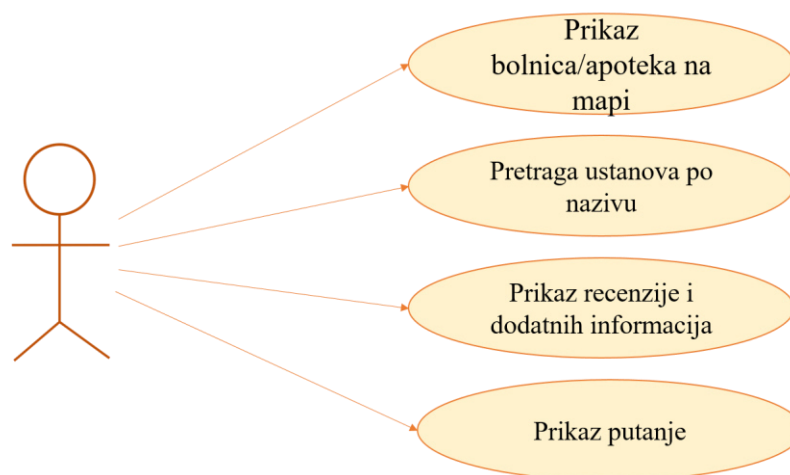 Prikaz
bolnica/apoteka na
mapi
Pretraga ustanova po
nazivu
Prikaz recenzije i
dodatnih informacija
Prikaz putanje